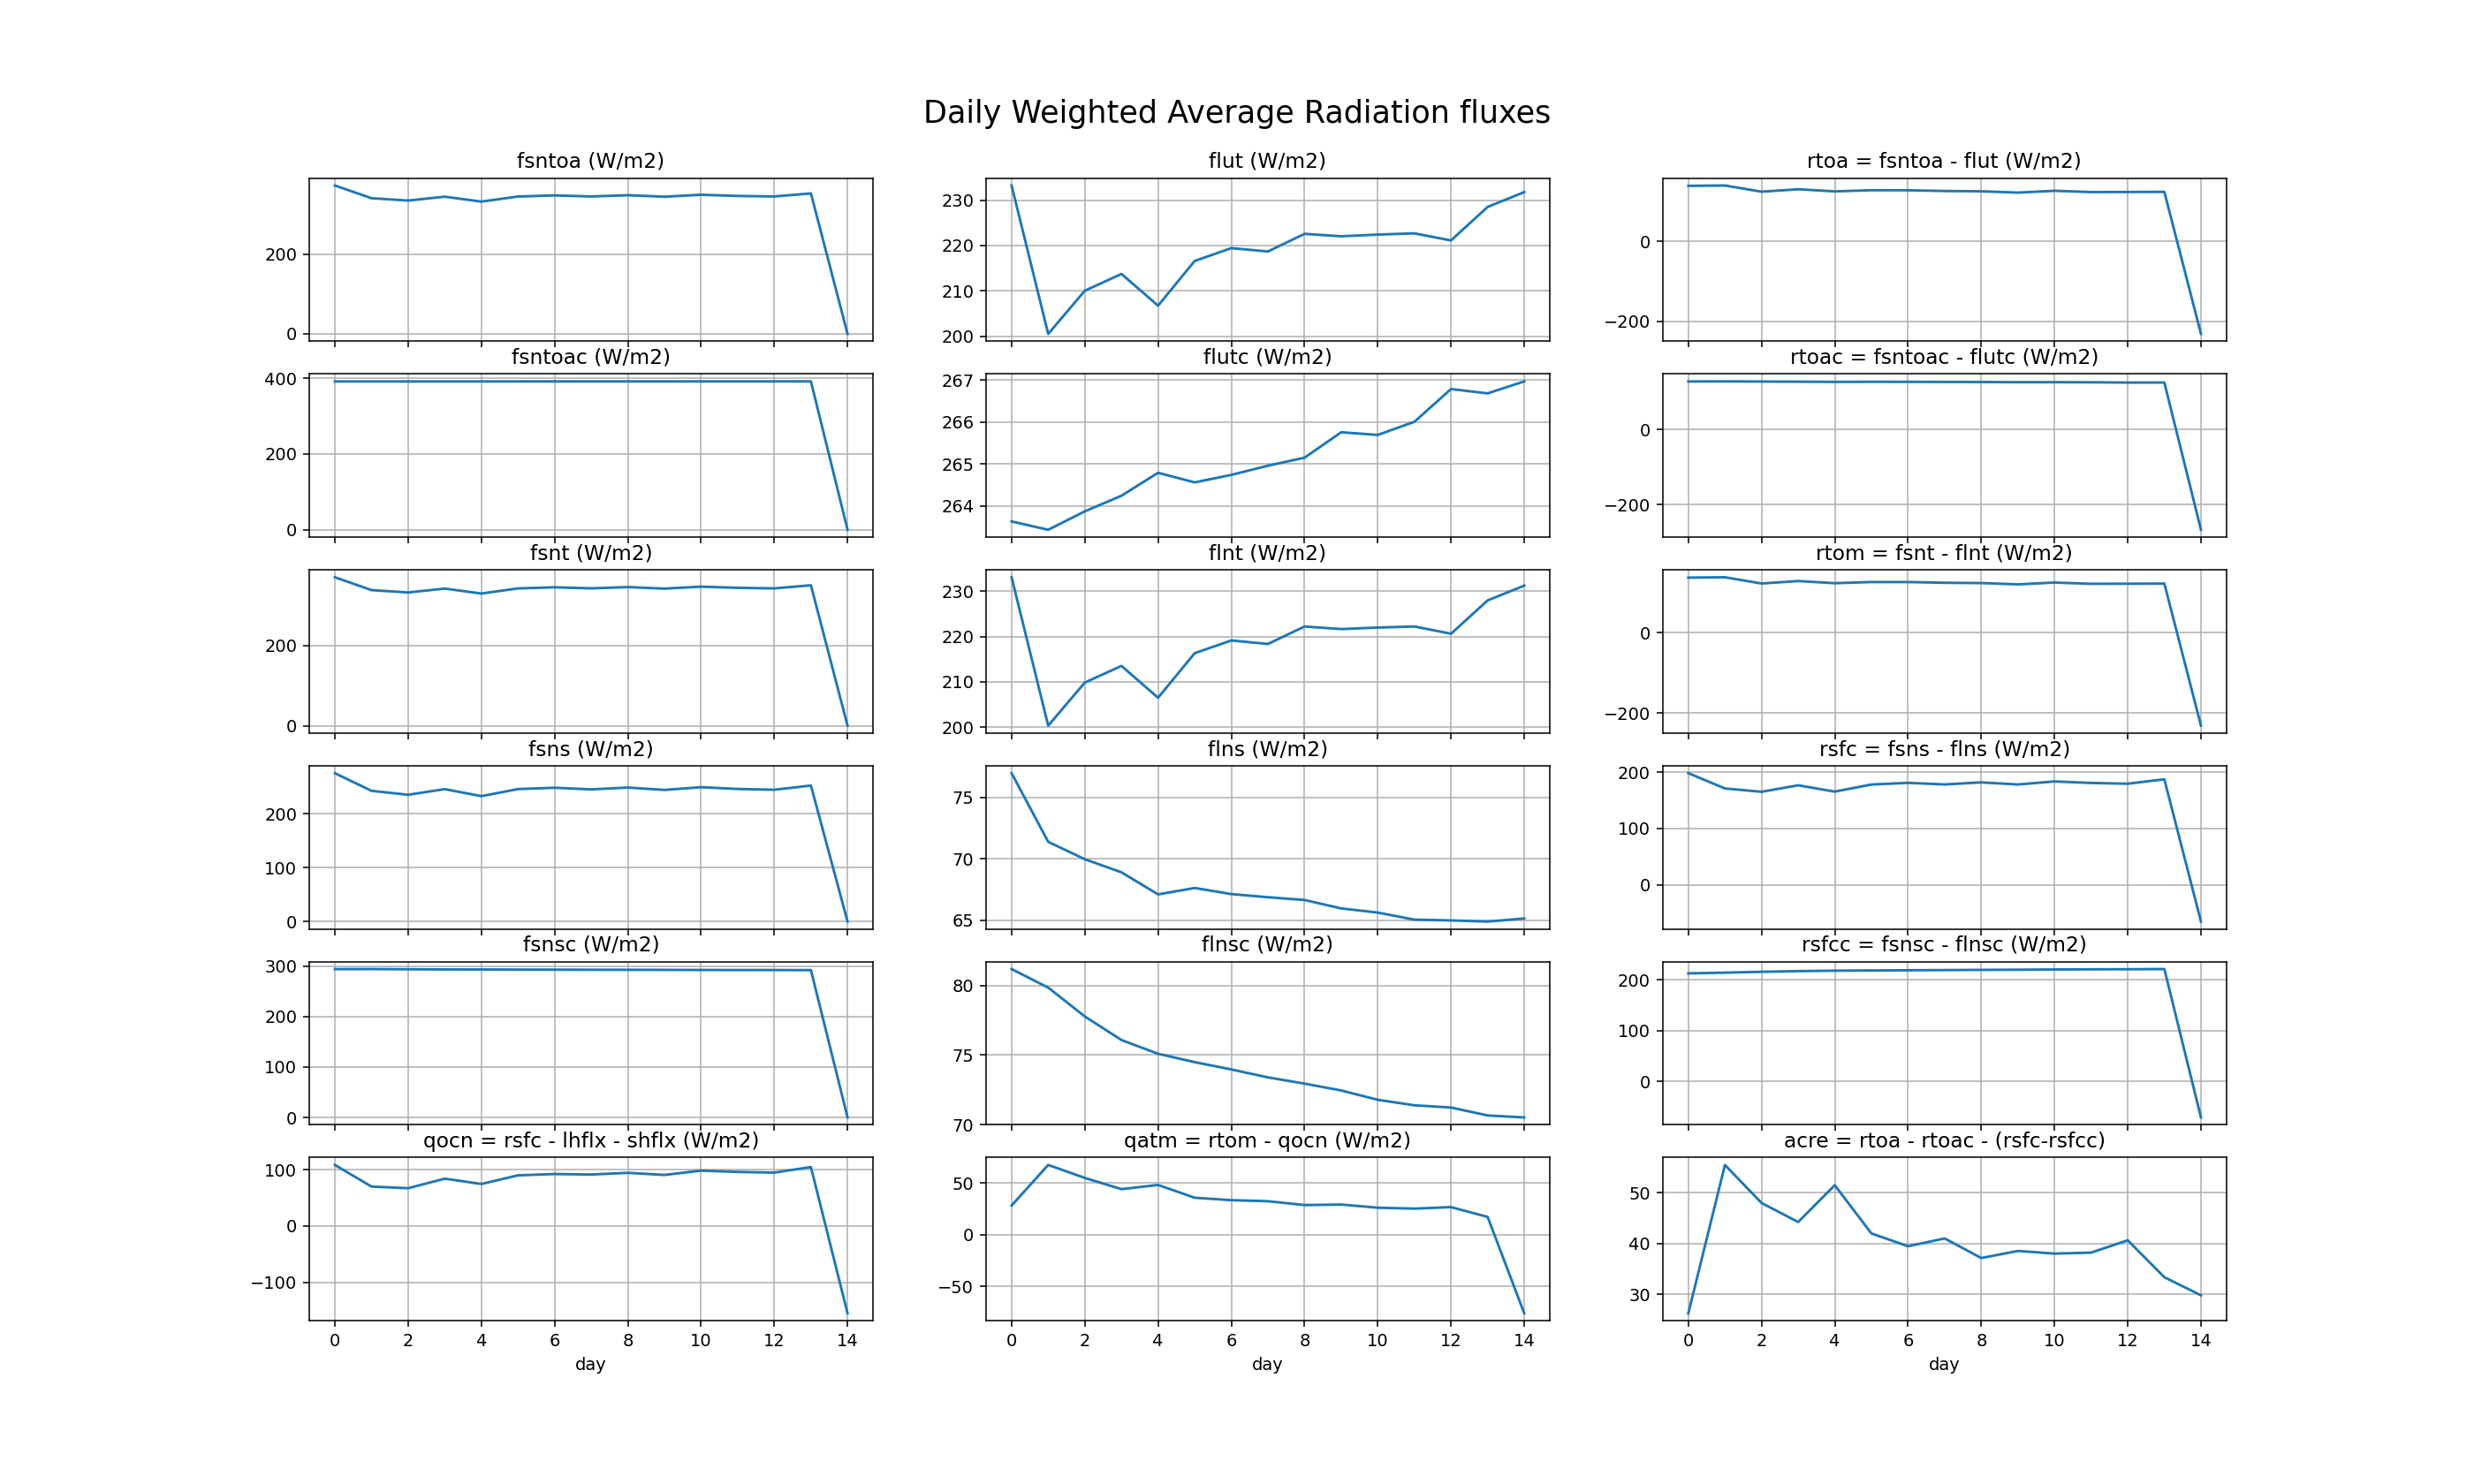 Daily Weighted Average Radiation fluxes
fsntoa (W/m2)
200
0
flut (W/m2)
230
220
210
200
rtoa = fsntoa - flut (W/m2)
0
−200
fsntoac (W/m2)
400
200
0
flutc (W/m2)
267
266
265
264
rtoac = fsntoac - flutc (W/m2)
0
−200
fsnt (W/m2)
200
0
flnt (W/m2)
230
220
210
200
rtom = fsnt - flnt (W/m2)
0
−200
fsns (W/m2)
200
100
0
flns (W/m2)
75
70
65
rsfc = fsns - flns (W/m2)
200
100
0
fsnsc (W/m2)
300
200
100
0
flnsc (W/m2)
80
75
70
rsfcc = fsnsc - flnsc (W/m2)
200
100
0
qocn = rsfc - lhflx - shflx (W/m2)
100
0
−100
0 2 4 6 8 10 12 14
day
qatm = rtom - qocn (W/m2)
50
0
−50
0 2 4 6 8 10 12 14
day
acre = rtoa - rtoac - (rsfc-rsfcc)
50
40
30
0 2 4 6 8 10 12 14
day